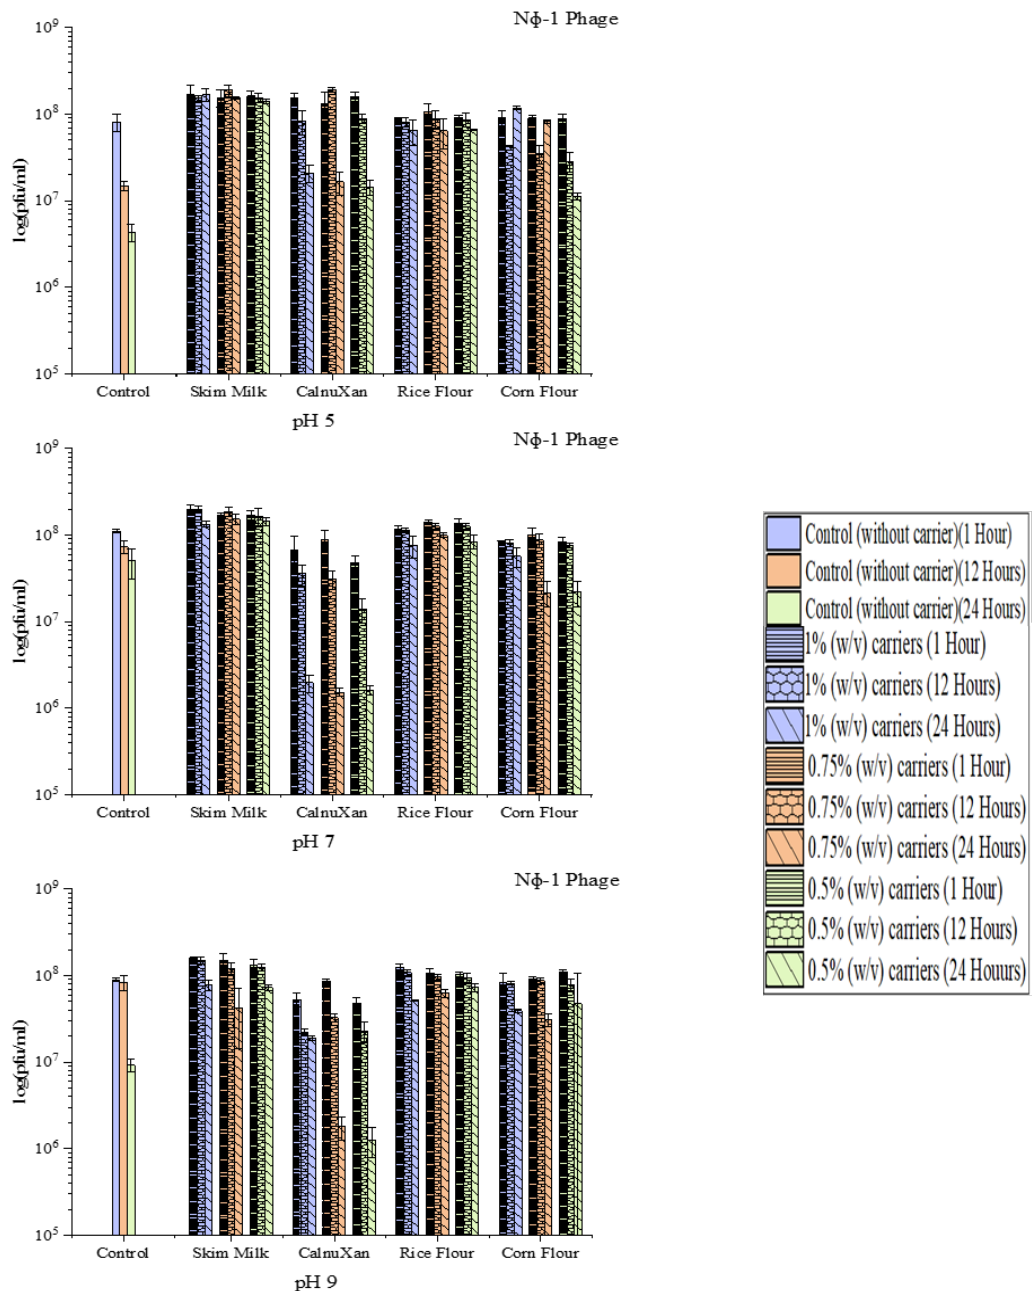 Nϕ-1 Phage
10⁹
10⁸
10⁷
10⁶
10⁵
log(pfu/ml)
Control Skim Milk CalnuXan Rice Flour Corn Flour
pH 5
Nϕ-1 Phage
10⁹
10⁸
10⁷
10⁶
10⁵
log(pfu/ml)
Control Skim Milk CalnuXan Rice Flour Corn Flour
pH 7
Nϕ-1 Phage
10⁹
10⁸
10⁷
10⁶
10⁵
log(pfu/ml)
Control Skim Milk CalnuXan Rice Flour Corn Flour
pH 9
Control (without carrier)(1 Hour)
Control (without carrier)(12 Hours)
Control (without carrier)(24 Hours)
1% (w/v) carriers (1 Hour)
1% (w/v) carriers (12 Hours)
1% (w/v) carriers (24 Hours)
0.75% (w/v) carriers (1 Hour)
0.75% (w/v) carriers (12 Hours)
0.75% (w/v) carriers (24 Hours)
0.5% (w/v) carriers (1 Hour)
0.5% (w/v) carriers (12 Hours)
0.5% (w/v) carriers (24 Houurs)